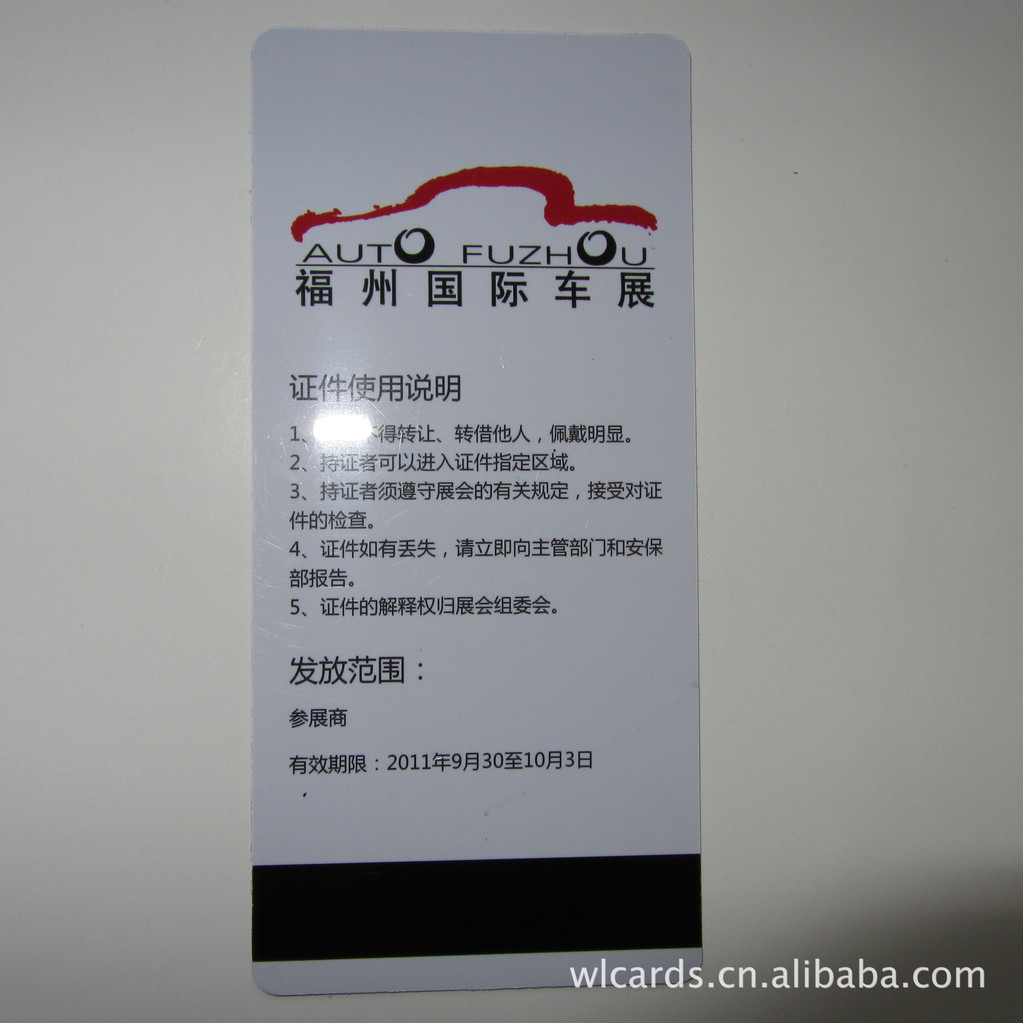 AUTO FUZHOU
福州国际车展
证件使用说明
1、 不得转让、转借他人，佩戴明显。
2、持证者可以进入证件指定区域。
3、持证者须遵守展会的有关规定，接受对证
件的检查。
4、证件如有丢失，请立即向主管部门和安保
部报告。
5、证件的解释权归展会组委会。
发放范围：
参展商
有效期限：2011年9月30至10月3日
wlcards.cn.alibaba.com